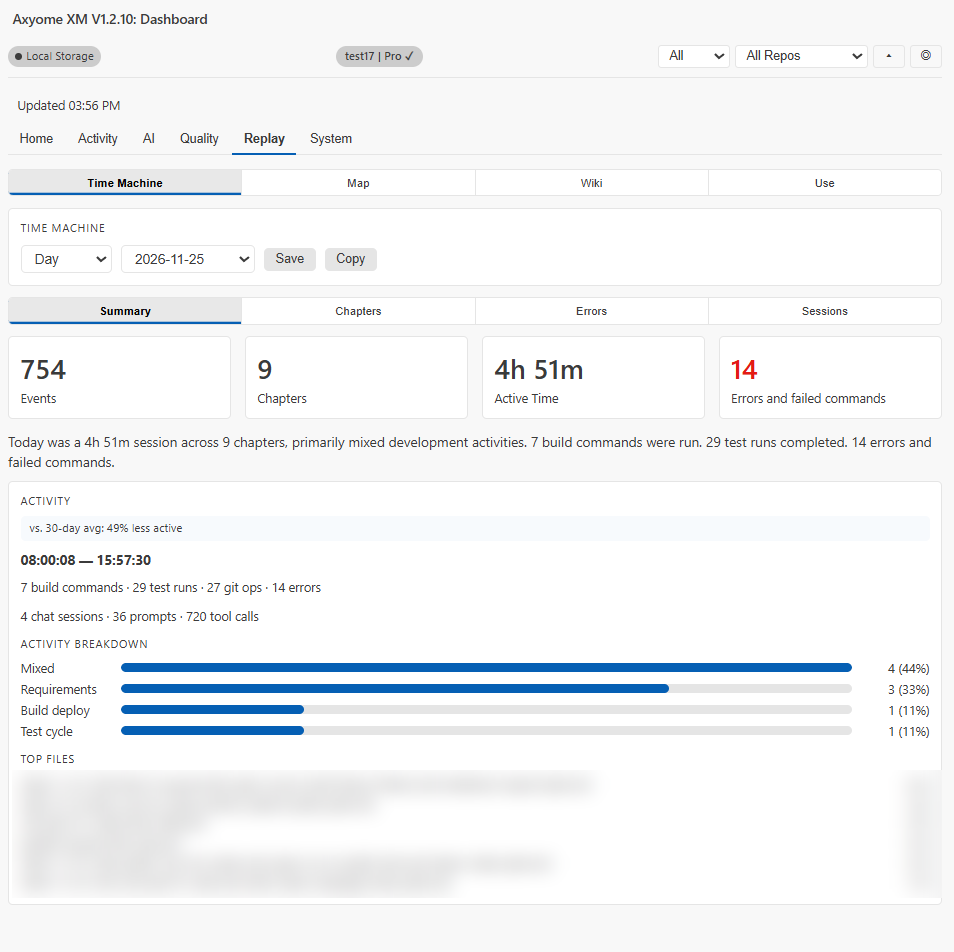 Axyome XM V1.2.10: Dashboard
● Local Storage
test17 | Pro ✓
All
All Repos
Updated 03:56 PM
Home Activity AI Quality Replay System
Time Machine Map Wiki Use
TIME MACHINE
Day 2026-11-25 Save Copy
Summary Chapters Errors Sessions
754
Events
9
Chapters
4h 51m
Active Time
14
Errors and failed commands
Today was a 4h 51m session across 9 chapters, primarily mixed development activities. 7 build commands were run. 29 test runs completed. 14 errors and
failed commands.
ACTIVITY
vs. 30-day avg: 49% less active
08:00:08 — 15:57:30
7 build commands · 29 test runs · 27 git ops · 14 errors
4 chat sessions · 36 prompts · 720 tool calls
ACTIVITY BREAKDOWN
Mixed 4 (44%)
Requirements 3 (33%)
Build deploy 1 (11%)
Test cycle 1 (11%)
TOP FILES